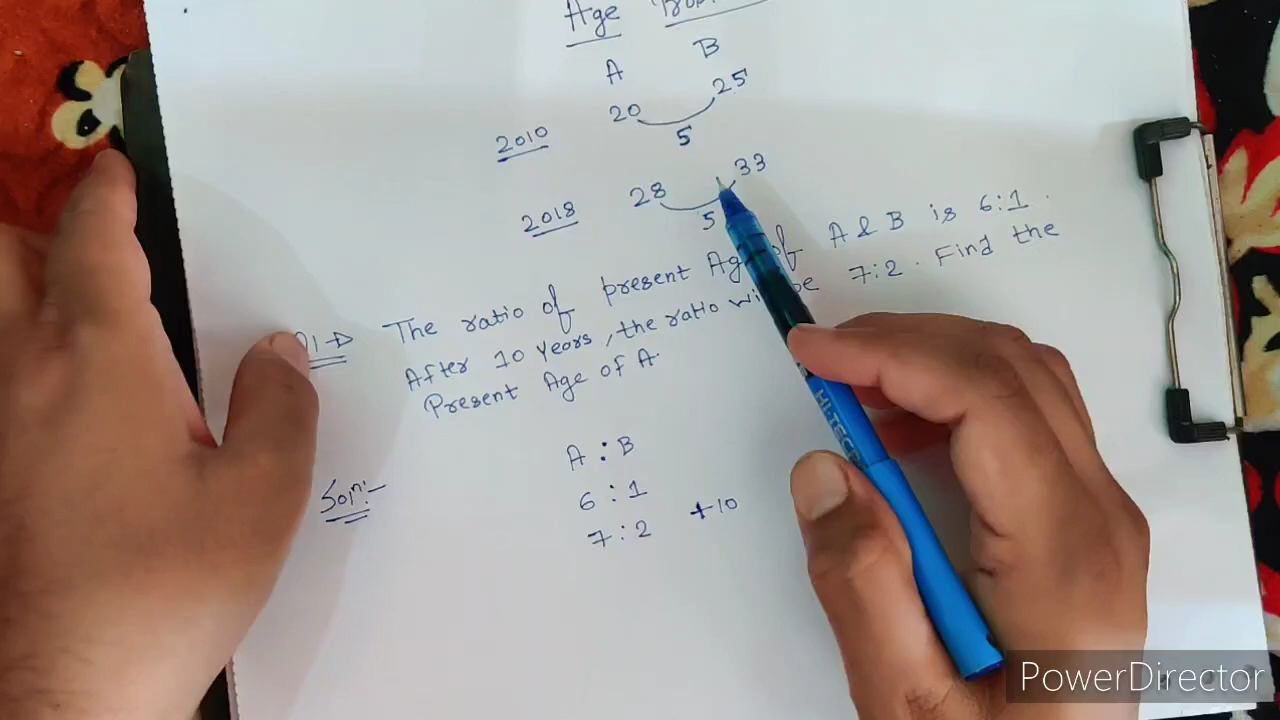 Age
A B
2010 20 25
5
2018 28 33
5
The ratio of present Age of A & B is 6:1.
After 10 years, the ratio will be 7:2. Find the
Present Age of A.
Soln:-
A : B
6 : 1
7 : 2 +10
HI-TECH
PowerDirector